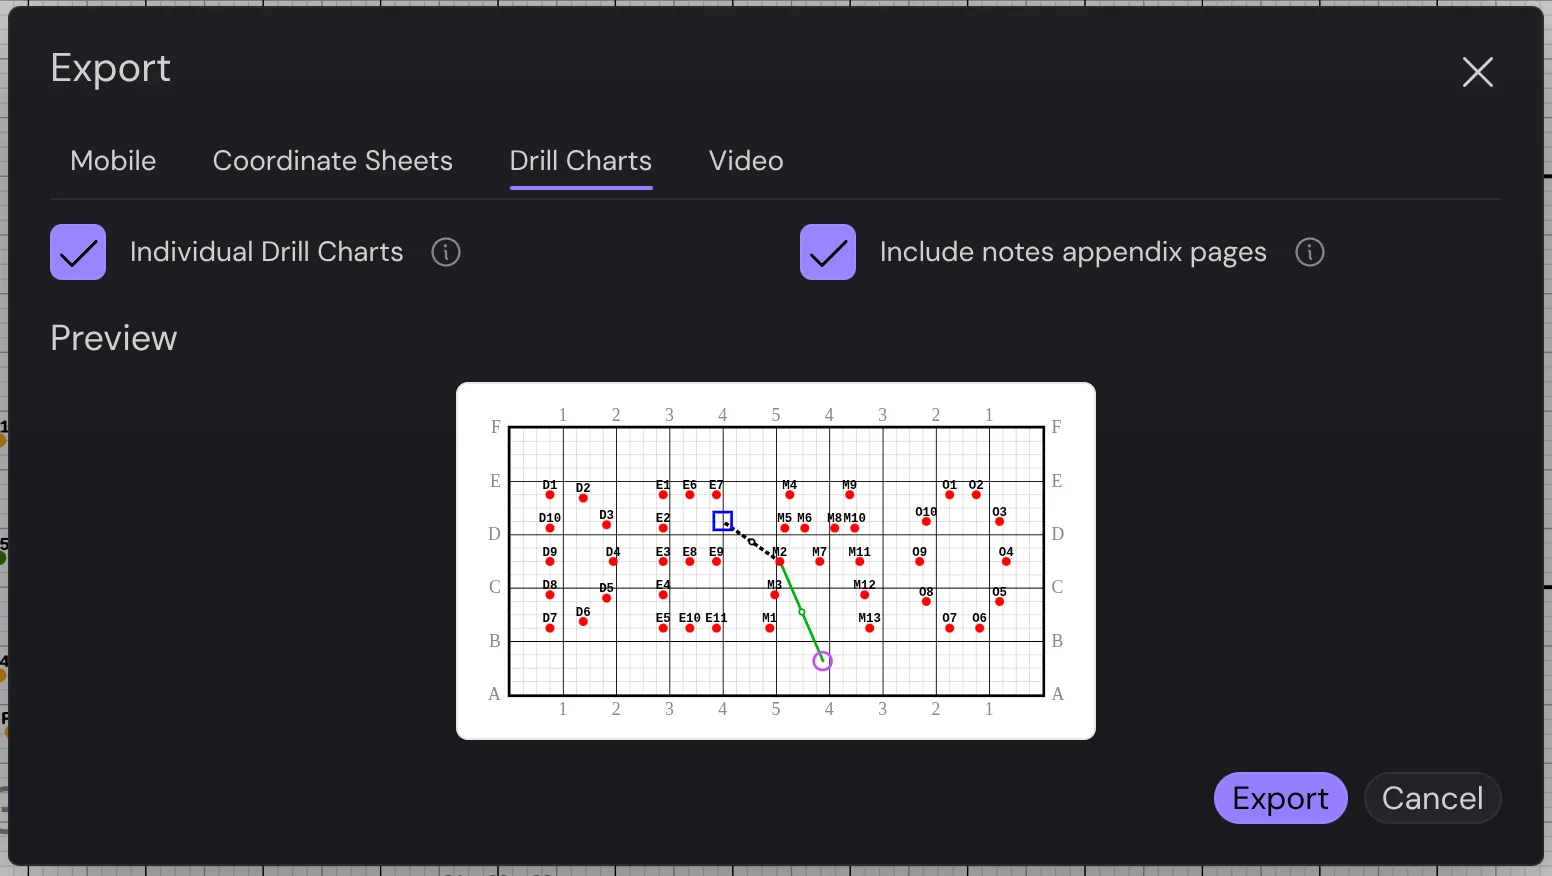 Export
Mobile Coordinate Sheets Drill Charts Video
Individual Drill Charts Include notes appendix pages
Preview
1 2 3 4 5 4 3 2 1
F F
E E
D1 D2 E1 E6 E7 M4 M9 O1 O2
D10 D3 E2 M5 M6 M8 M10 O10 O3
D D
D9 D4 E3 E8 E9 M2 M7 M11 O9 O4
C C
D8 D5 E4 M3 M12 O8 O5
D7 D6 E5 E10 E11 M1 M13 O7 O6
B B
A A
1 2 3 4 5 4 3 2 1
Export Cancel